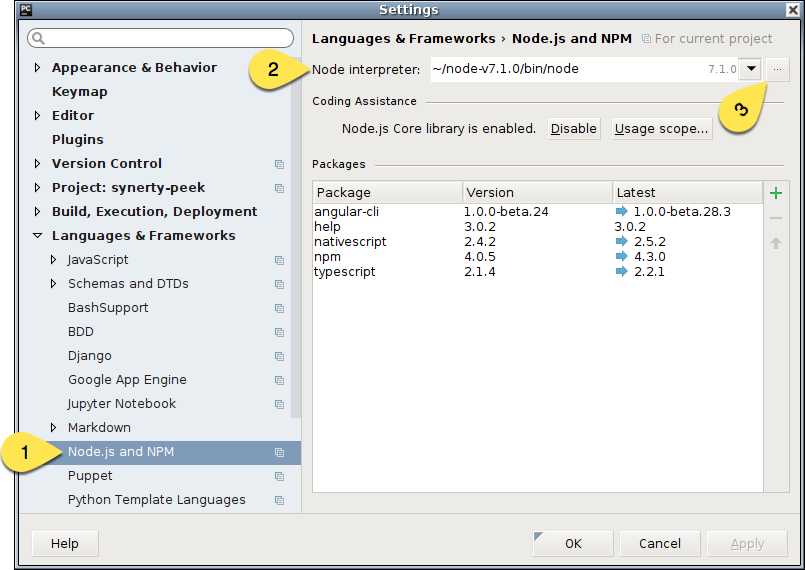 PC
Settings
Languages & Frameworks › Node.js and NPM For current project
2
Node interpreter: ~/node-v7.1.0/bin/node 7.1.0 ...
3
Coding Assistance
Node.js Core library is enabled. Disable Usage scope...
Packages
Package Version Latest
angular-cli 1.0.0-beta.24 1.0.0-beta.28.3
help 3.0.2 3.0.2
nativescript 2.4.2 2.5.2
npm 4.0.5 4.3.0
typescript 2.1.4 2.2.1
Appearance & Behavior
Keymap
Editor
Plugins
Version Control
Project: synerty-peek
Build, Execution, Deployment
Languages & Frameworks
JavaScript
Schemas and DTDs
BashSupport
BDD
Django
Google App Engine
Jupyter Notebook
Markdown
1
Node.js and NPM
Puppet
Python Template Languages
Help OK Cancel Apply